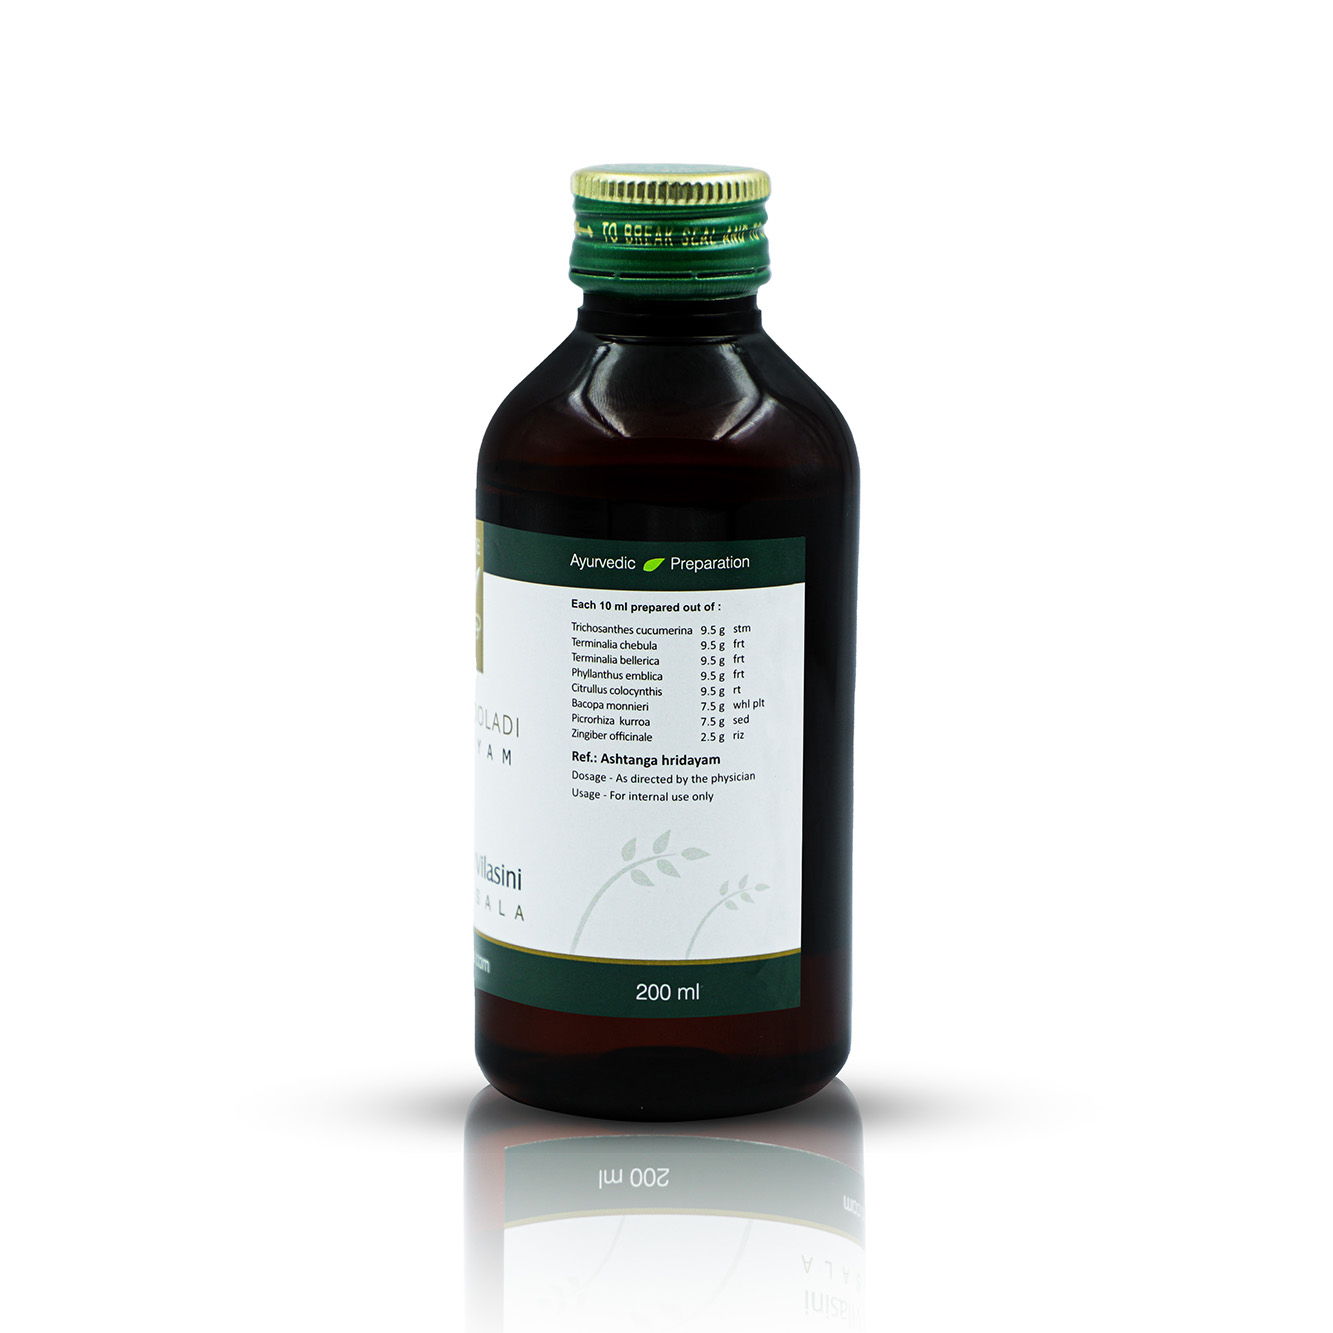 TO BREAK SEAL AND
Ayurvedic Preparation
Each 10 ml prepared out of :
Trichosanthes cucumerina 9.5 g stm
Terminalia chebula 9.5 g frt
Terminalia bellerica 9.5 g frt
Phyllanthus emblica 9.5 g frt
Citrullus colocynthis 9.5 g rt
Bacopa monnieri 7.5 g whl plt
Picrorhiza kurroa 7.5 g sed
Zingiber officinale 2.5 g riz
Ref.: Ashtanga hridayam
Dosage - As directed by the physician
Usage - For internal use only
OLADI
YAM
Vilasini
SALA
.com
200 ml